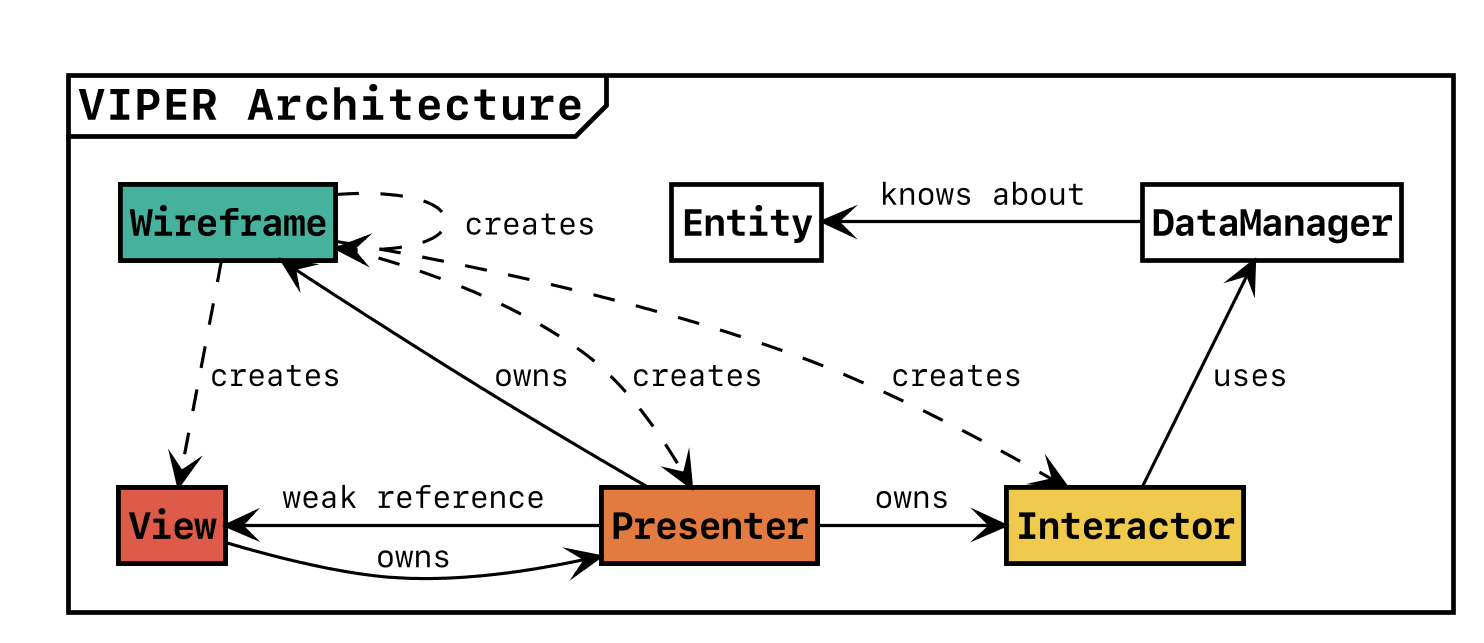 VIPER Architecture
knows about
Wireframe
creates
Entity
DataManager
creates
owns
creates
creates
uses
weak reference
owns
View
Presenter
Interactor
owns